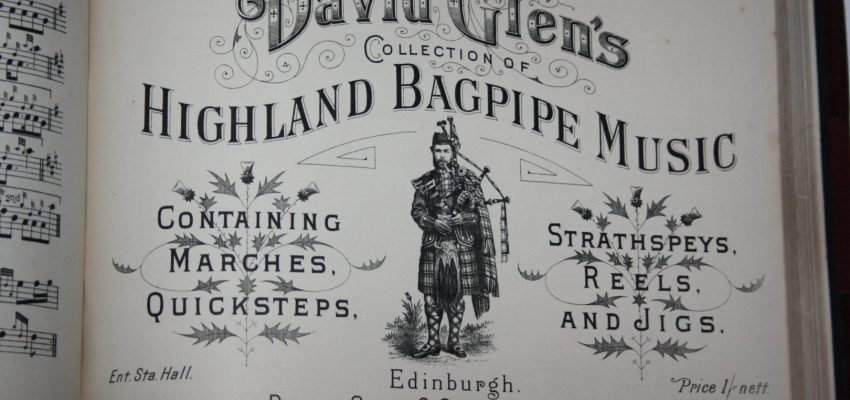 David Glen's
COLLECTION OF
HIGHLAND BAGPIPE MUSIC
CONTAINING
MARCHES,
QUICKSTEPS,
STRATHSPEYS,
REELS,
AND JIGS.
Ent. Sta. Hall.
Edinburgh.
Price 1/- nett.
2nd